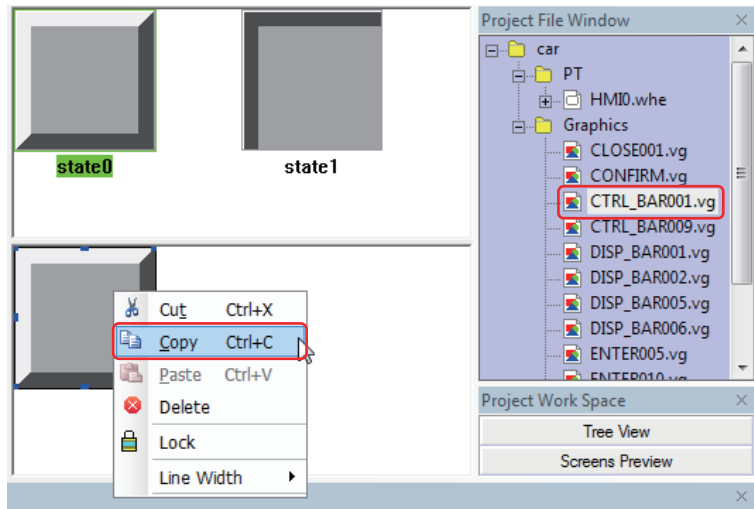 state0
state1
Cut Ctrl+X
Copy Ctrl+C
Paste Ctrl+V
Delete
Lock
Line Width
Project File Window
car
PT
HMI0.whe
Graphics
CLOSE001.vg
CONFIRM.vg
CTRL_BAR001.vg
CTRL_BAR009.vg
DISP_BAR001.vg
DISP_BAR002.vg
DISP_BAR005.vg
DISP_BAR006.vg
ENTER005.vg
ENTER010.vg
Project Work Space
Tree View
Screens Preview